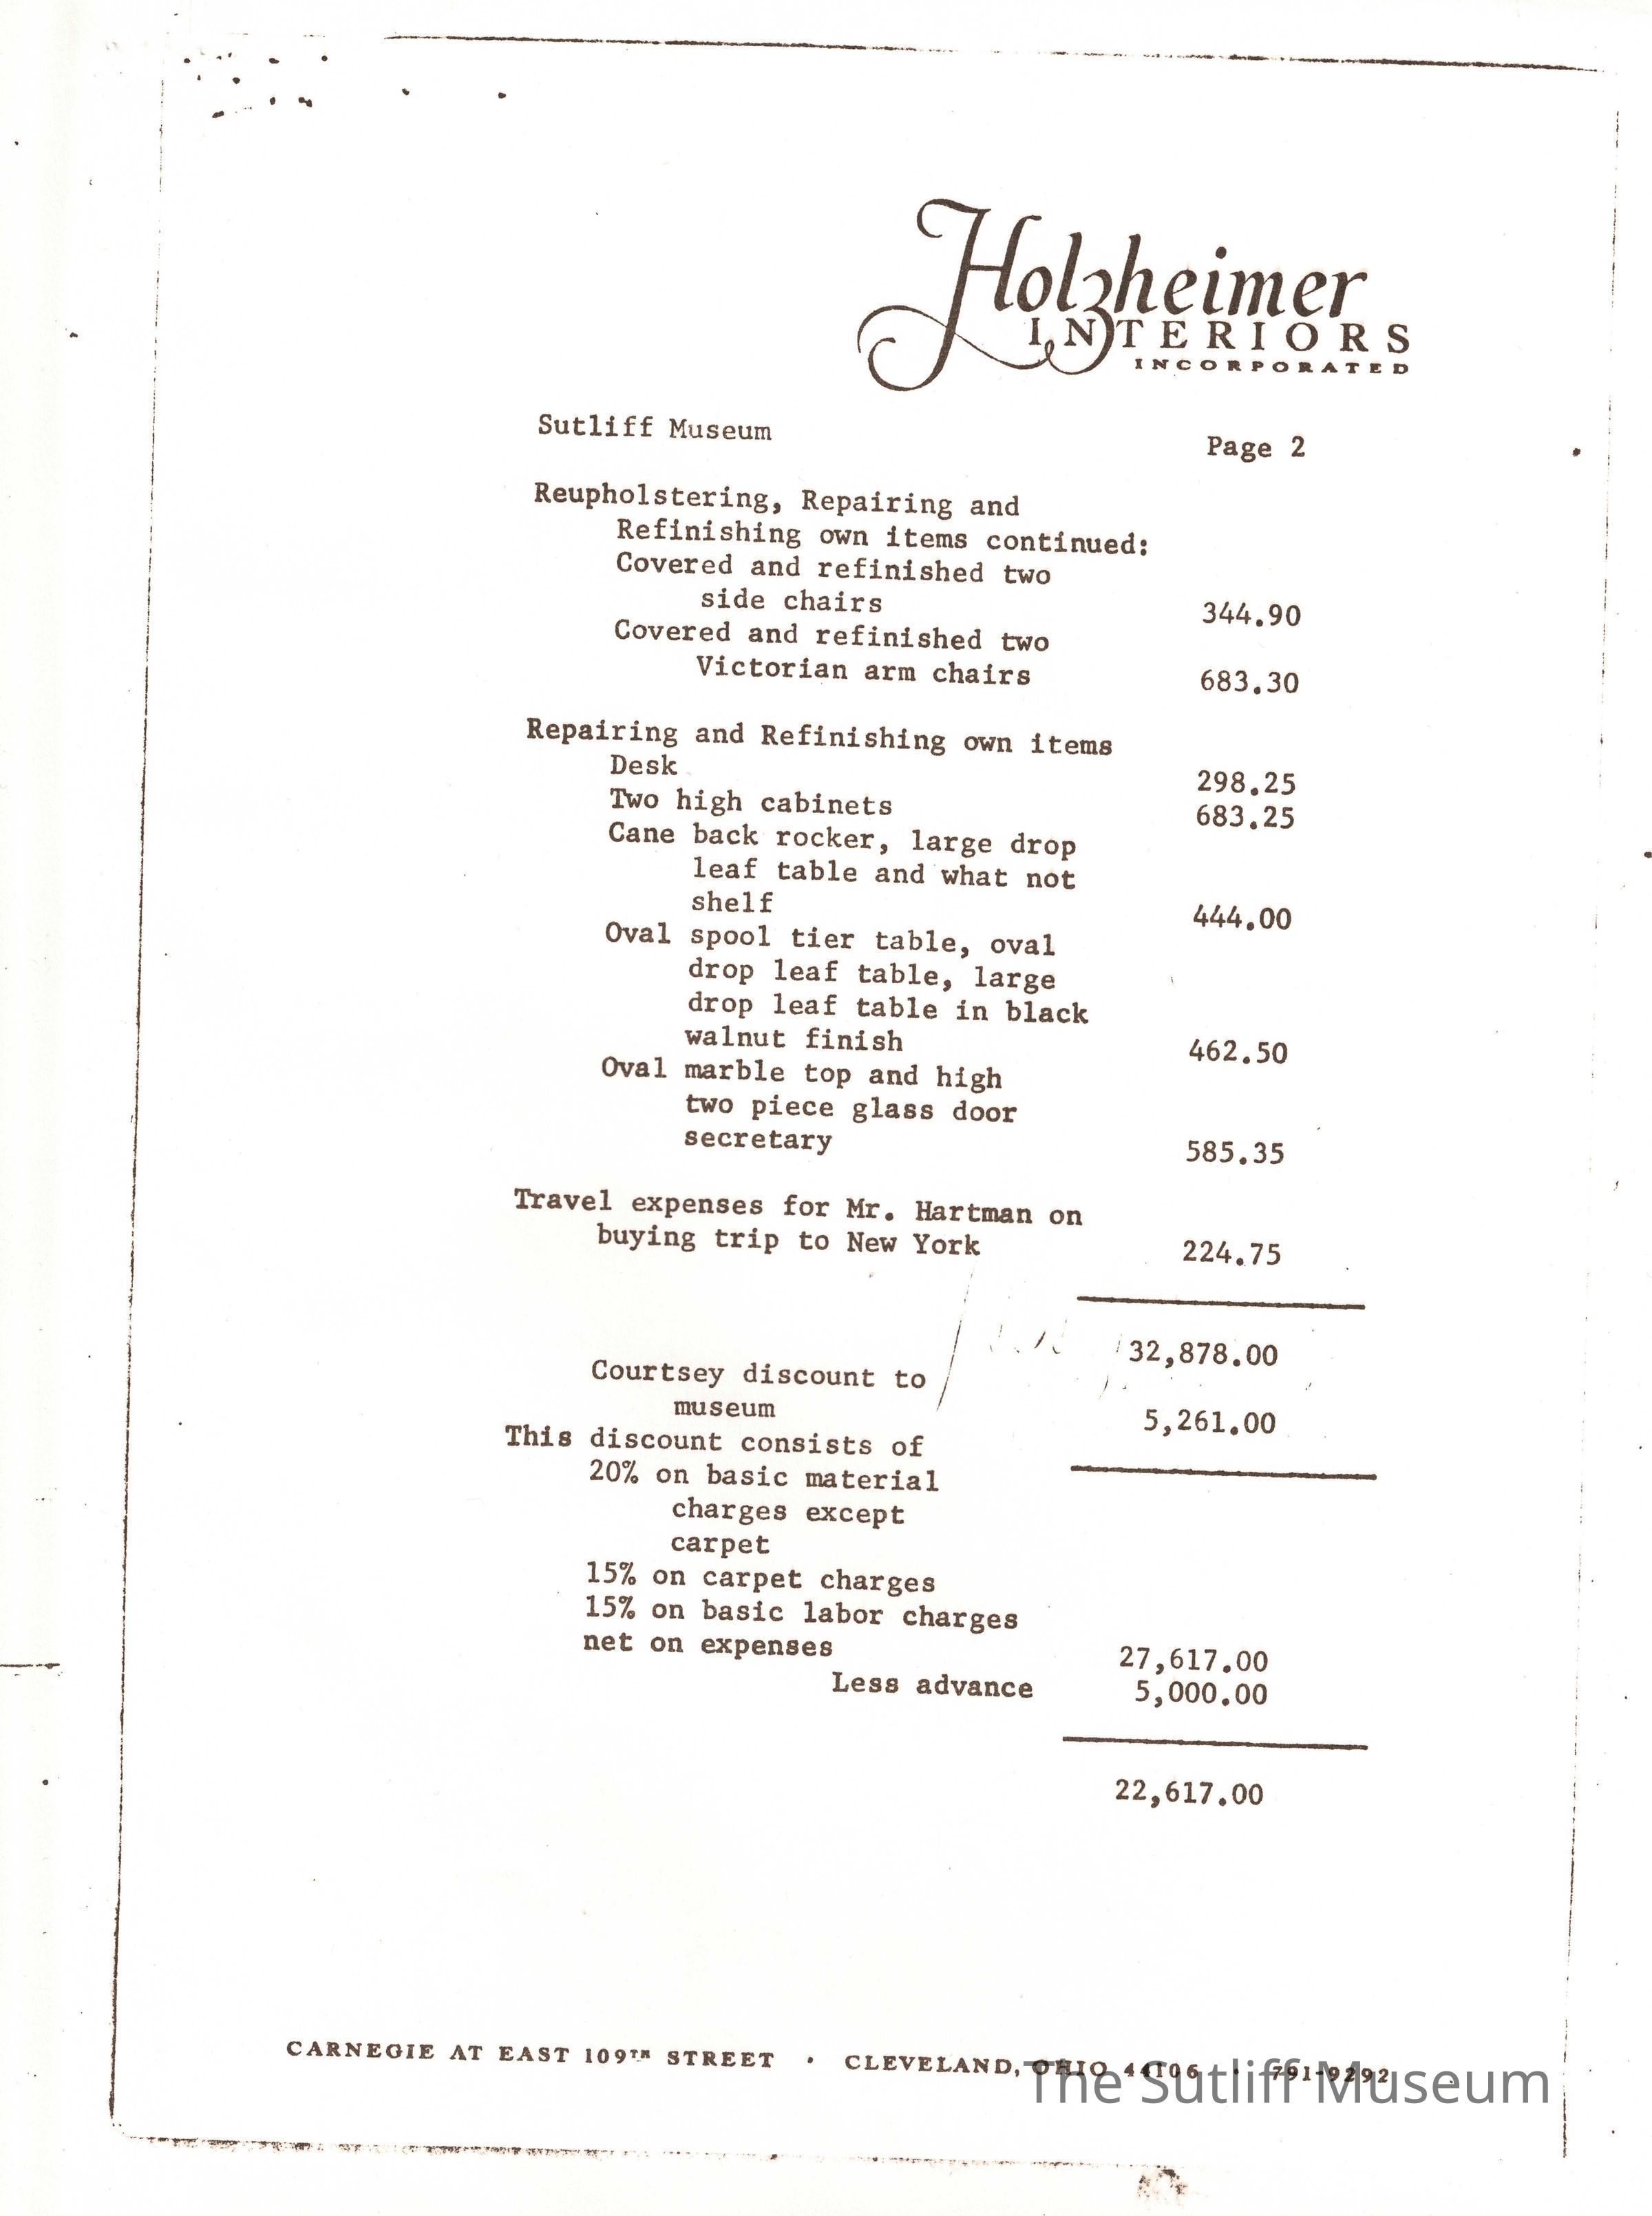 Holzheimer
INTERIORS
INCORPORATED
Sutliff Museum
Page 2
Reupholstering, Repairing and
Refinishing own items continued:
Covered and refinished two
side chairs 344.90
Covered and refinished two
Victorian arm chairs 683.30
Repairing and Refinishing own items
Desk 298.25
Two high cabinets 683.25
Cane back rocker, large drop
leaf table and what not
shelf 444.00
Oval spool tier table, oval
drop leaf table, large
drop leaf table in black
walnut finish 462.50
Oval marble top and high
two piece glass door
secretary 585.35
Travel expenses for Mr. Hartman on
buying trip to New York 224.75
32,878.00
Courtsey discount to
museum 5,261.00
This discount consists of
20% on basic material
charges except
carpet
15% on carpet charges
15% on basic labor charges
net on expenses 27,617.00
Less advance 5,000.00
22,617.00
CARNEGIE AT EAST 109TH STREET • CLEVELAND, OHIO 44106 • 791-9292
The Sutliff Museum